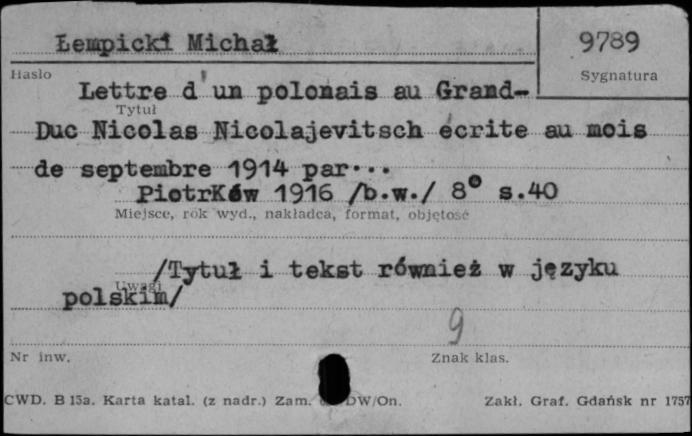 Łempicki Michał
9789
Hasło
Sygnatura
Lettre d'un polonais au Grand-
Tytuł
Duc Nicolas Nicolajevitsch écrite au mois
de septembre 1914 par...
Piotrków 1916 /b.w./ 8° s.40
Miejsce, rok wyd., nakładca, format, objętość
/Tytuł i tekst również w języku
Uwagi
polskim/
9
Nr inw.
Znak klas.
CWD. B 15a. Karta katal. (z nadr.) Zam. DW/On.
Zakł. Graf. Gdańsk nr 1757